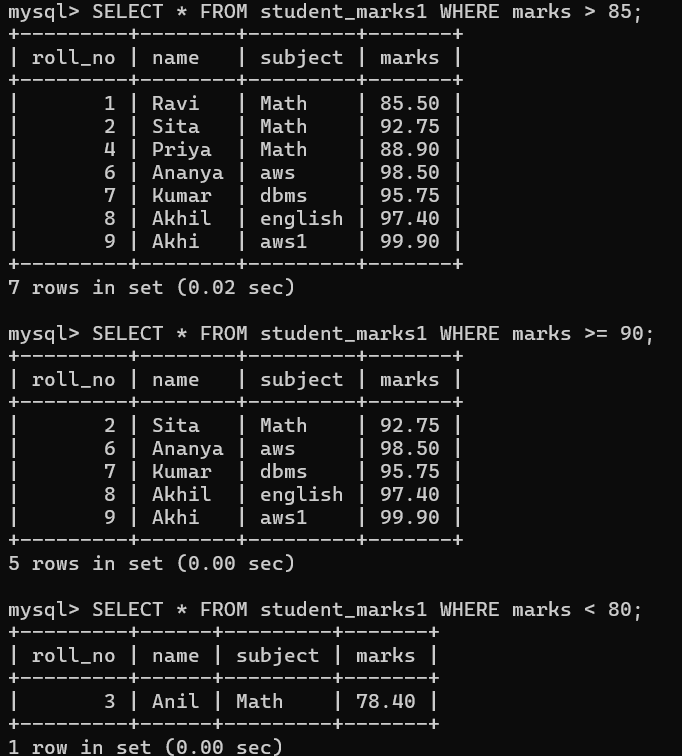 mysql> SELECT * FROM student_marks1 WHERE marks > 85;
+---------+--------+---------+-------+
| roll_no | name   | subject | marks |
+---------+--------+---------+-------+
|       1 | Ravi   | Math    | 85.50 |
|       2 | Sita   | Math    | 92.75 |
|       4 | Priya  | Math    | 88.90 |
|       6 | Ananya | aws     | 98.50 |
|       7 | Kumar  | dbms    | 95.75 |
|       8 | Akhil  | english | 97.40 |
|       9 | Akhi   | aws1    | 99.90 |
+---------+--------+---------+-------+
7 rows in set (0.02 sec)

mysql> SELECT * FROM student_marks1 WHERE marks >= 90;
+---------+--------+---------+-------+
| roll_no | name   | subject | marks |
+---------+--------+---------+-------+
|       2 | Sita   | Math    | 92.75 |
|       6 | Ananya | aws     | 98.50 |
|       7 | Kumar  | dbms    | 95.75 |
|       8 | Akhil  | english | 97.40 |
|       9 | Akhi   | aws1    | 99.90 |
+---------+--------+---------+-------+
5 rows in set (0.00 sec)

mysql> SELECT * FROM student_marks1 WHERE marks < 80;
+---------+------+---------+-------+
| roll_no | name | subject | marks |
+---------+------+---------+-------+
|       3 | Anil | Math    | 78.40 |
+---------+------+---------+-------+
1 row in set (0.00 sec)